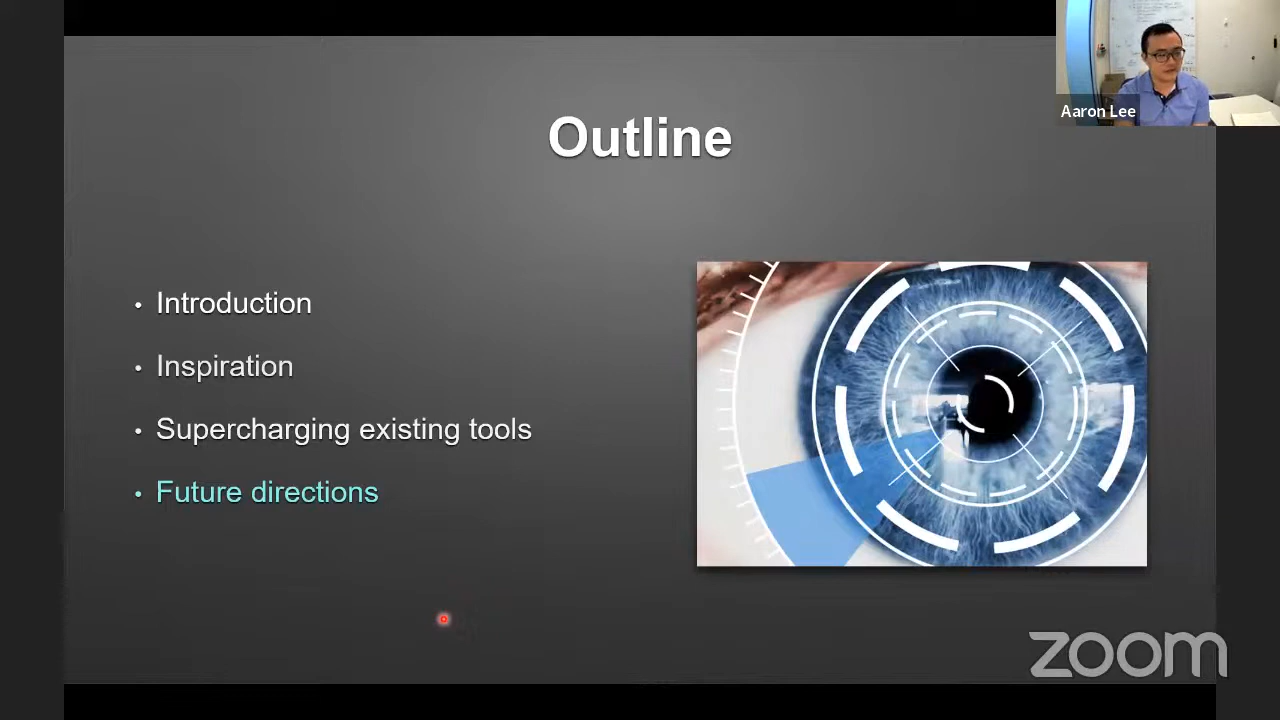 Outline
Aaron Lee
Introduction
Inspiration
Supercharging existing tools
Future directions
zoom